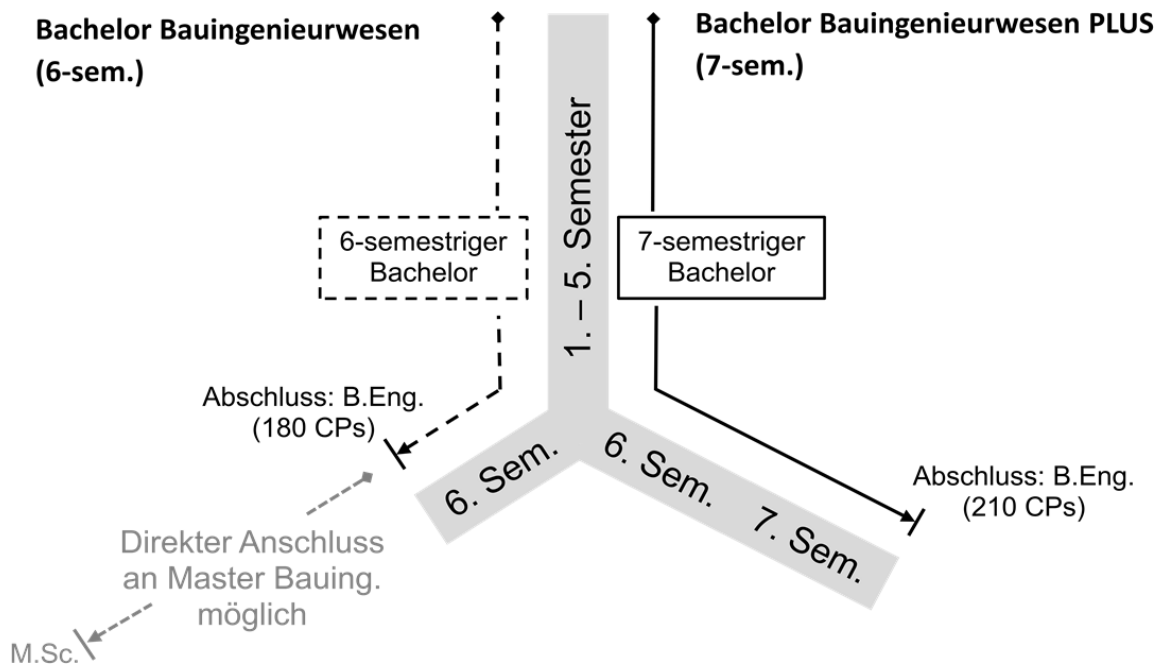 Bachelor Bauingenieurwesen
(6-sem.)
Bachelor Bauingenieurwesen PLUS
(7-sem.)
1. – 5. Semester
6-semestriger
Bachelor
7-semestriger
Bachelor
Abschluss: B.Eng.
(180 CPs)
6. Sem.
6. Sem.
7. Sem.
Abschluss: B.Eng.
(210 CPs)
Direkter Anschluss
an Master Bauing.
möglich
M.Sc.